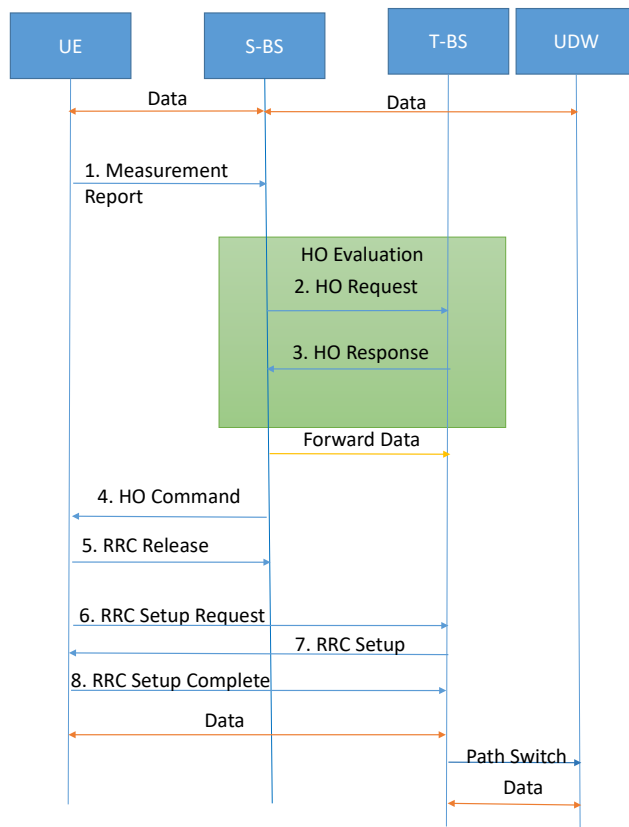 UE
S-BS
T-BS
UDW
Data
Data
1. Measurement
Report
HO Evaluation
2. HO Request
3. HO Response
Forward Data
4. HO Command
5. RRC Release
6. RRC Setup Request
7. RRC Setup
8. RRC Setup Complete
Data
Path Switch
Data